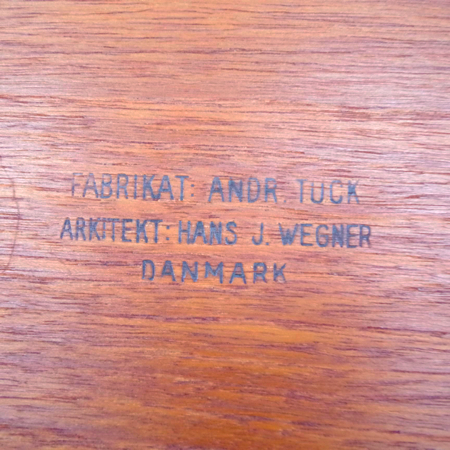 FABRIKAT: ANDR. TUCK
ARKITEKT: HANS J. WEGNER
DANMARK